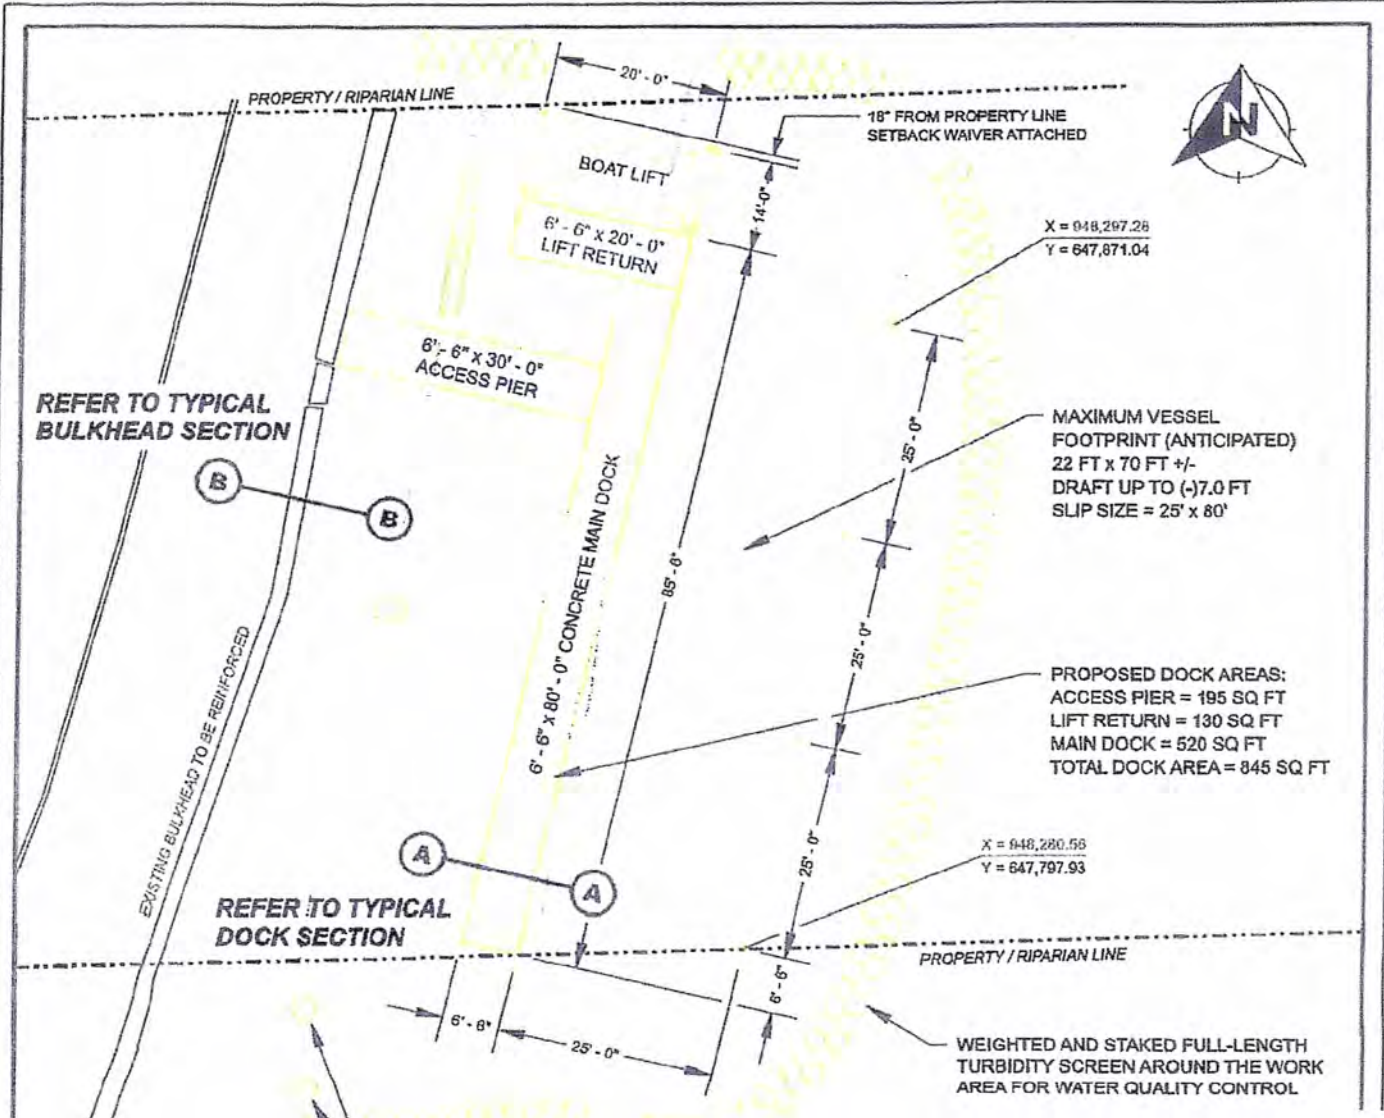 20' - 0"
PROPERTY / RIPARIAN LINE
18" FROM PROPERTY LINE
SETBACK WAIVER ATTACHED
N
BOAT LIFT
14'-0"
6' - 6" x 20' - 0"
LIFT RETURN
X = 948,297.28
Y = 647,871.04
6' - 6" x 30' - 0"
ACCESS PIER
REFER TO TYPICAL
BULKHEAD SECTION
B
B
25' - 0"
MAXIMUM VESSEL
FOOTPRINT (ANTICIPATED)
22 FT x 70 FT +/-
DRAFT UP TO (-)7.0 FT
SLIP SIZE = 25' x 80'
6' - 6" x 80' - 0" CONCRETE MAIN DOCK
85' - 6"
25' - 0"
EXISTING BULKHEAD TO BE REINFORCED
PROPOSED DOCK AREAS:
ACCESS PIER = 195 SQ FT
LIFT RETURN = 130 SQ FT
MAIN DOCK = 520 SQ FT
TOTAL DOCK AREA = 845 SQ FT
25' - 0"
X = 948,280.56
Y = 647,797.93
A
A
REFER TO TYPICAL
DOCK SECTION
PROPERTY / RIPARIAN LINE
6' - 6"
6' - 6"
25' - 0"
WEIGHTED AND STAKED FULL-LENGTH
TURBIDITY SCREEN AROUND THE WORK
AREA FOR WATER QUALITY CONTROL